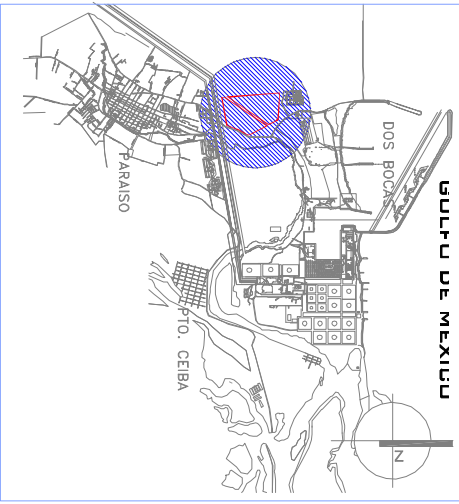 DOS BOCAS
GOLFO DE MEXICO
PARAISO
PTO. CEIBA
N